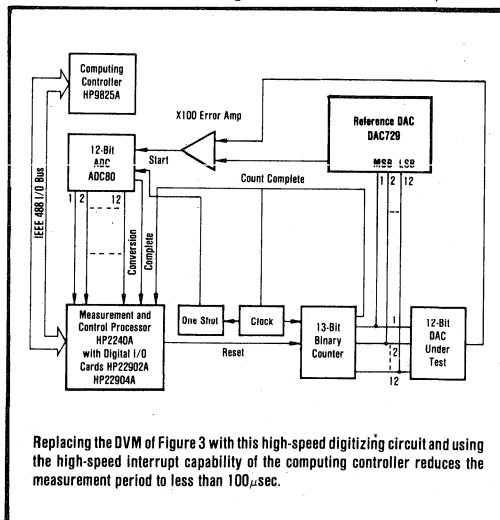 Computing
Controller
HP9825A
X100 Error Amp
Reference DAC
DAC729
MSB LSB
1 2 12
12-Bit
ADC
ADC80
Start
Count Complete
IEEE 488 I/O Bus
1 2 12
Conversion
Complete
Measurement and
Control Processor
HP2240A
with Digital I/O
Cards HP22902A
HP22904A
One Shot
Clock
Reset
13-Bit
Binary
Counter
1
2
12
12-Bit
DAC
Under
Test
Replacing the DVM of Figure 3 with this high-speed digitizing circuit and using
the high-speed interrupt capability of the computing controller reduces the
measurement period to less than 100μsec.